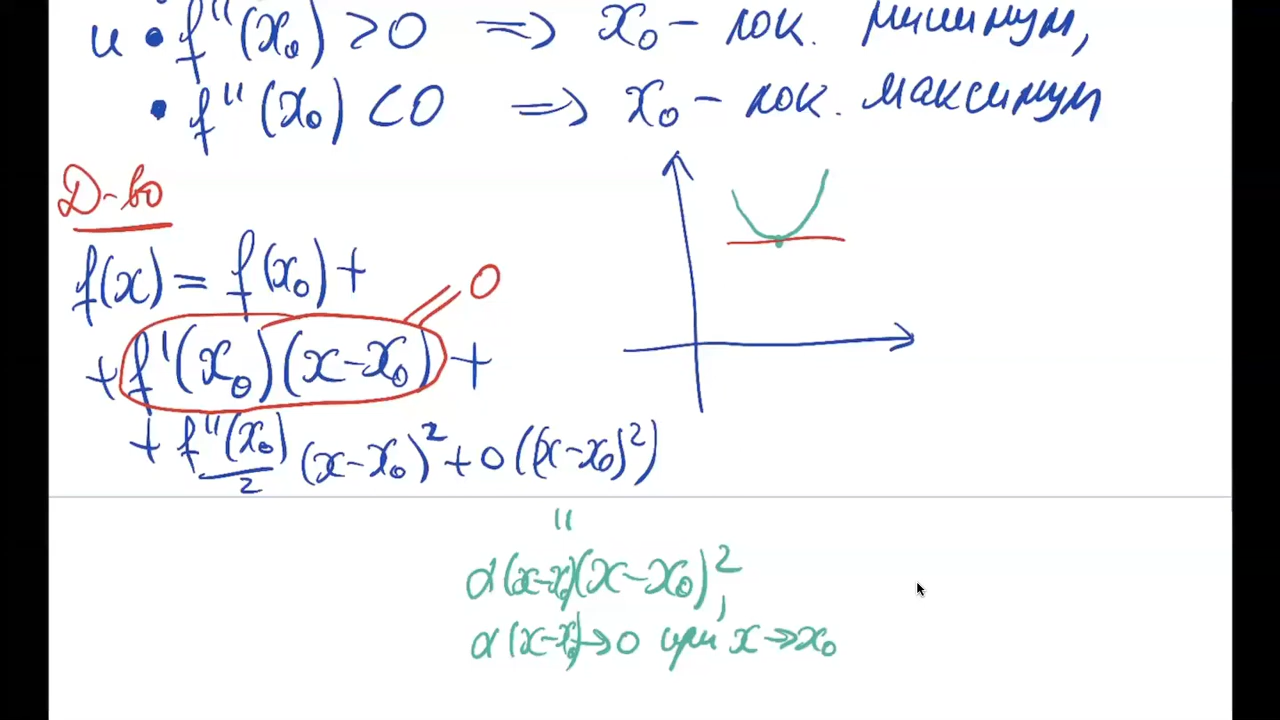 и • f''(x₀) > 0 => x₀ - лок. минимум,
• f''(x₀) < 0 => x₀ - лок. максимум
Д-во
f(x) = f(x₀) +
+ f'(x₀)(x-x₀) +
= 0
+ f''(x₀)/2 (x-x₀)² + o((x-x₀)²)
"
α(x-x₀)(x-x₀)²,
α(x-x₀) → 0 при x → x₀